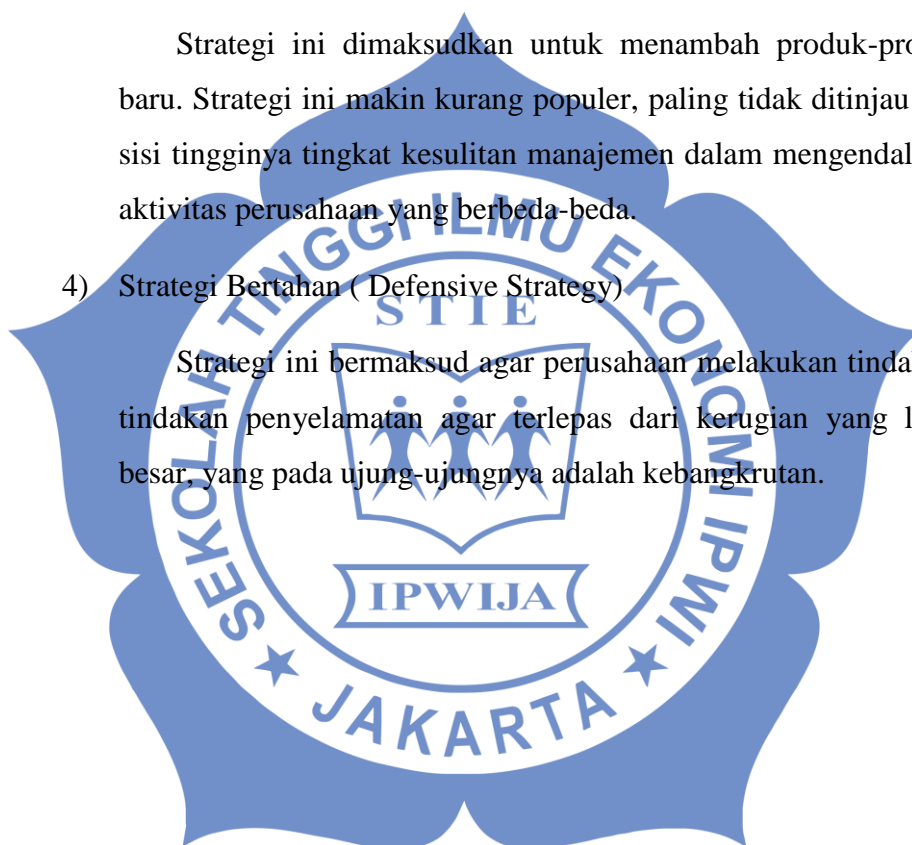 Strategi ini dimaksudkan untuk menambah produk-pro
baru. Strategi ini makin kurang populer, paling tidak ditinjau
sisi tingginya tingkat kesulitan manajemen dalam mengendal
aktivitas perusahaan yang berbeda-beda.
4) Strategi Bertahan ( Defensive Strategy)
Strategi ini bermaksud agar perusahaan melakukan tinda
tindakan penyelamatan agar terlepas dari kerugian yang l
besar, yang pada ujung-ujungnya adalah kebangkrutan.
SEKOLAH TINGGI ILMU EKONOMI IPWI
STIE
IPWIJA
★ JAKARTA ★